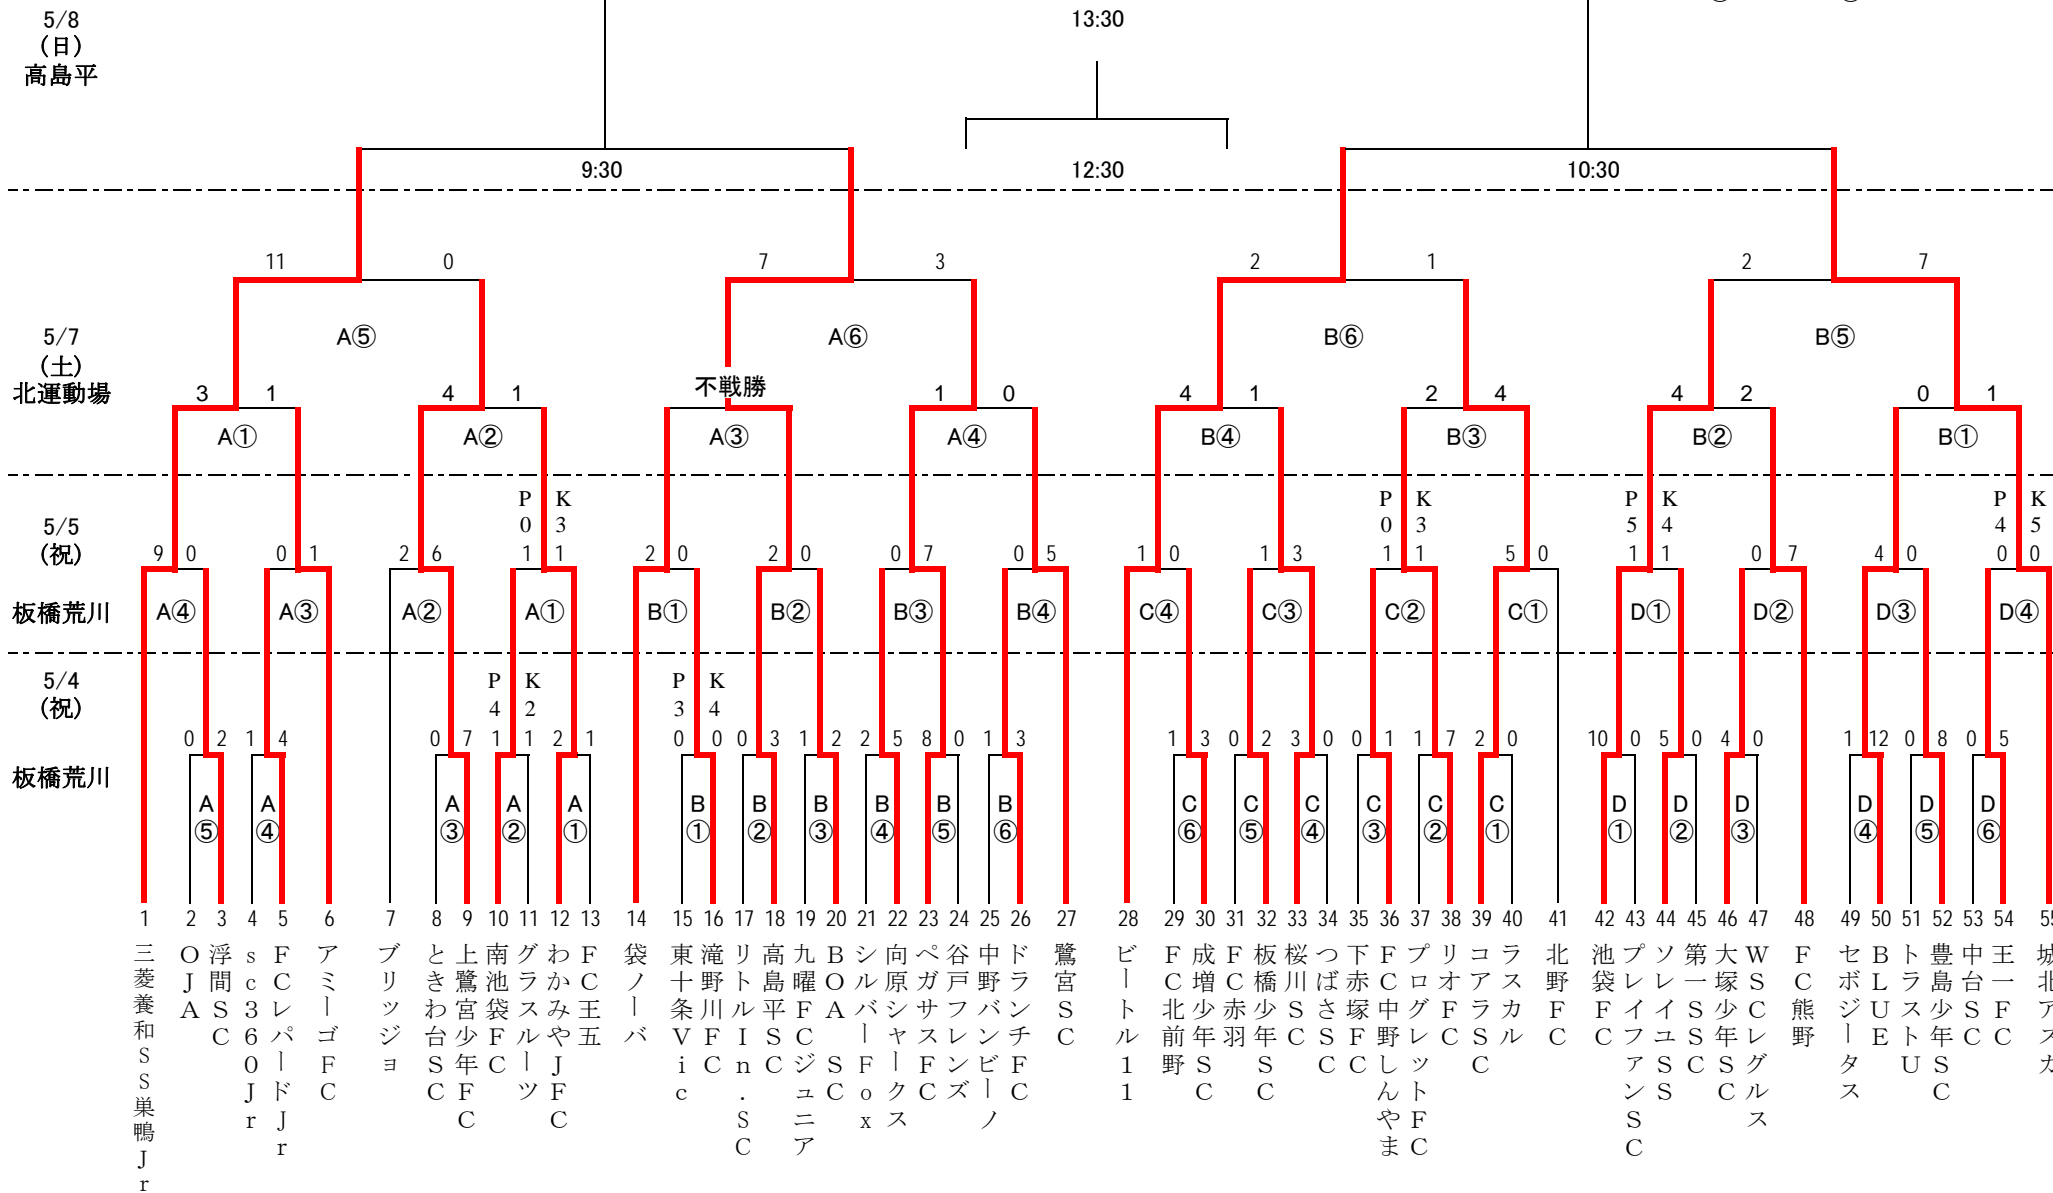 5/8
(日)
高島平
13:30
9:30
12:30
10:30
11 0 7 3 2 1 2 7
5/7
(土)
北運動場
A⑤ A⑥ B⑥ B⑤
不戦勝
3 1 4 1 1 0 4 1 2 4 4 2 0 1
A① A② A③ A④ B④ B③ B② B①
5/5
(祝)
PK PK PK PK
0 3 0 3 5 4 4 5
9 0 0 1 2 6 1 1 2 0 2 0 0 7 0 5 1 0 1 3 1 1 5 0 1 1 0 7 4 0 0 0
板橋荒川
A④ A③ A② A① B① B② B③ B④ C④ C③ C② C① D① D② D③ D④
5/4
(祝)
PK PK
4 2 3 4
0 2 1 4 0 7 1 1 2 1 0 0 0 3 1 2 2 5 8 0 1 3 1 3 0 2 3 0 0 1 1 7 2 0 10 0 5 0 4 0 1 12 0 8 0 5
板橋荒川
A⑤ A④ A③ A② A① B① B② B③ B④ B⑤ B⑥ C⑥ C⑤ C④ C③ C② C① D① D② D③ D④ D⑤ D⑥
1 三菱養和SS巣鴨Jr
2 OJA
3 浮間SC
4 sc360Jr
5 FCレパードJr
6 アミーゴFC
7 ブリッジョ
8 ときわ台SC
9 上鷺宮少年FC
10 南池袋FC
11 グラスルーツ
12 わかみやJFC
13 FC王五
14 袋ノーバ
15 東十条Vic
16 滝野川FC
17 リトルIn.SC
18 高島平SC
19 九曜FCジュニア
20 BOA SC
21 シルバーFox
22 向原シャークス
23 ペガサスFC
24 谷戸フレンズ
25 中野バンビーノ
26 ドランチFC
27 鷺宮SC
28 ビートル11
29 FC北前野
30 成増少年SC
31 FC赤羽
32 板橋少年SC
33 桜川SC
34 つばさSC
35 下赤塚FC
36 FC中野しんやま
37 プログレットFC
38 リオFC
39 コアラSC
40 ラスカル
41 北野FC
42 池袋FC
43 プレイファンSC
44 ソレイユSS
45 第一SSC
46 大塚少年SC
47 WSCレグルス
48 FC熊野
49 セボジータス
50 BLUE
51 トラストU
52 豊島少年SC
53 中台SC
54 王一FC
55 城北アスカ